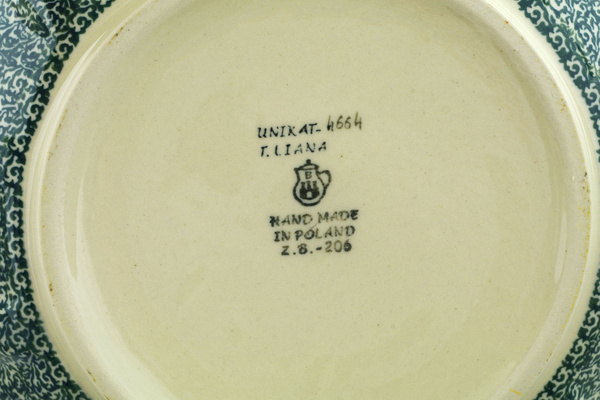 UNIKAT-4664
T. LIANA
B
HAND MADE
IN POLAND
Z.B.-206